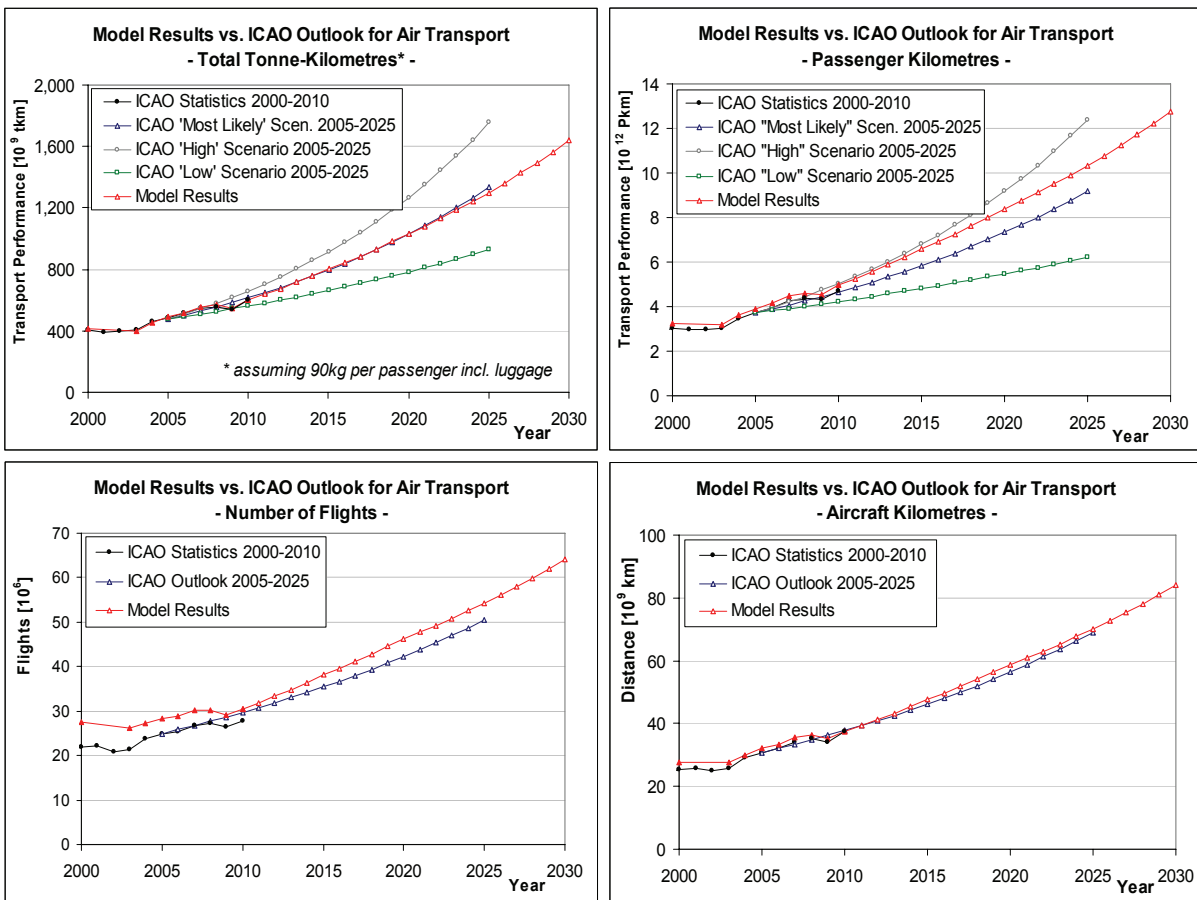 Model Results vs. ICAO Outlook for Air Transport
- Total Tonne-Kilometres* -
Transport Performance [10^9 tkm]
2,000
1,600
1,200
800
400
0
ICAO Statistics 2000-2010
ICAO 'Most Likely' Scen. 2005-2025
ICAO 'High' Scenario 2005-2025
ICAO 'Low' Scenario 2005-2025
Model Results
* assuming 90kg per passenger incl. luggage
2000 2005 2010 2015 2020 2025 2030
Year
Model Results vs. ICAO Outlook for Air Transport
- Passenger Kilometres -
Transport Performance [10^12 Pkm]
14
12
10
8
6
4
2
0
ICAO Statistics 2000-2010
ICAO "Most Likely" Scen. 2005-2025
ICAO "High" Scenario 2005-2025
ICAO "Low" Scenario 2005-2025
Model Results
2000 2005 2010 2015 2020 2025 2030
Year
Model Results vs. ICAO Outlook for Air Transport
- Number of Flights -
Flights [10^6]
70
60
50
40
30
20
10
0
ICAO Statistics 2000-2010
ICAO Outlook 2005-2025
Model Results
2000 2005 2010 2015 2020 2025 2030
Year
Model Results vs. ICAO Outlook for Air Transport
- Aircraft Kilometres -
Distance [10^9 km]
100
80
60
40
20
0
ICAO Statistics 2000-2010
ICAO Outlook 2005-2025
Model Results
2000 2005 2010 2015 2020 2025 2030
Year